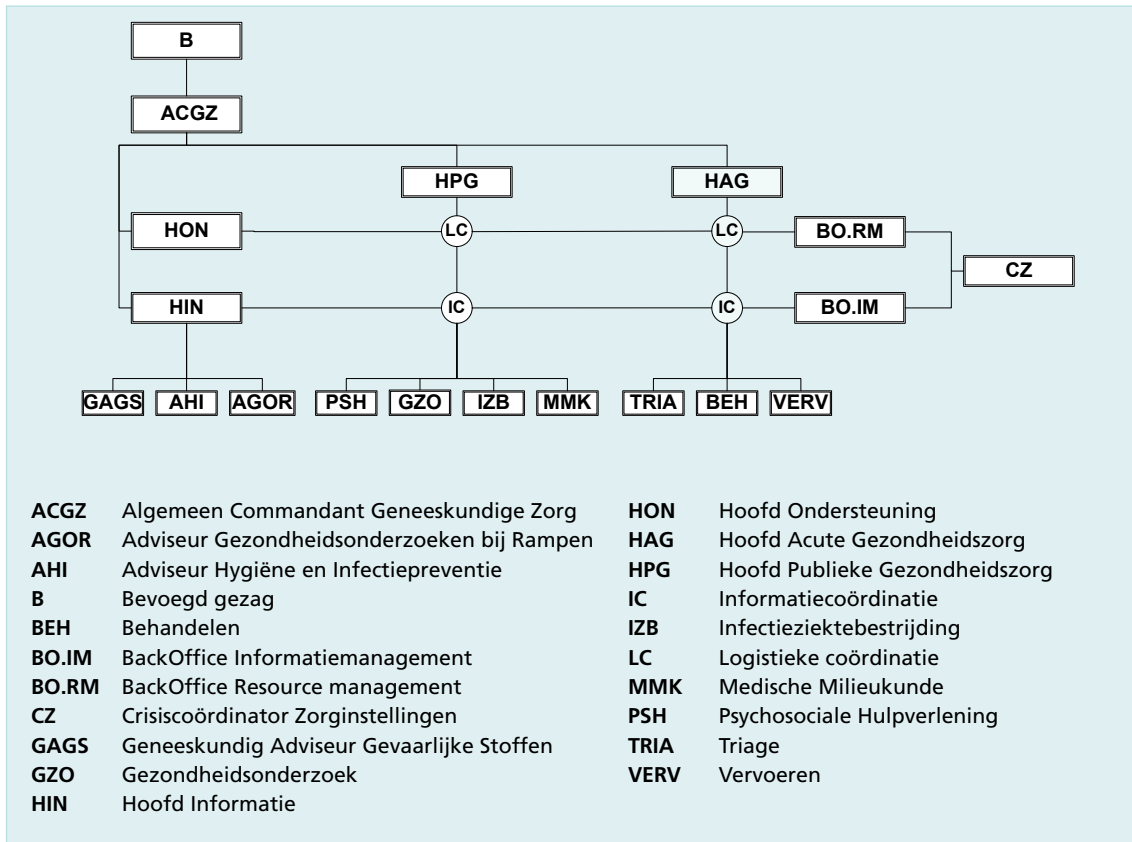 B
ACGZ
HPG HAG
HON LC LC BO.RM
CZ
HIN IC IC BO.IM
GAGS AHI AGOR PSH GZO IZB MMK TRIA BEH VERV
ACGZ Algemeen Commandant Geneeskundige Zorg
AGOR Adviseur Gezondheidsonderzoeken bij Rampen
AHI Adviseur Hygiëne en Infectiepreventie
B Bevoegd gezag
BEH Behandelen
BO.IM BackOffice Informatiemanagement
BO.RM BackOffice Resource management
CZ Crisiscoördinator Zorginstellingen
GAGS Geneeskundig Adviseur Gevaarlijke Stoffen
GZO Gezondheidsonderzoek
HIN Hoofd Informatie
HON Hoofd Ondersteuning
HAG Hoofd Acute Gezondheidszorg
HPG Hoofd Publieke Gezondheidszorg
IC Informatiecoördinatie
IZB Infectieziektebestrijding
LC Logistieke coördinatie
MMK Medische Milieukunde
PSH Psychosociale Hulpverlening
TRIA Triage
VERV Vervoeren